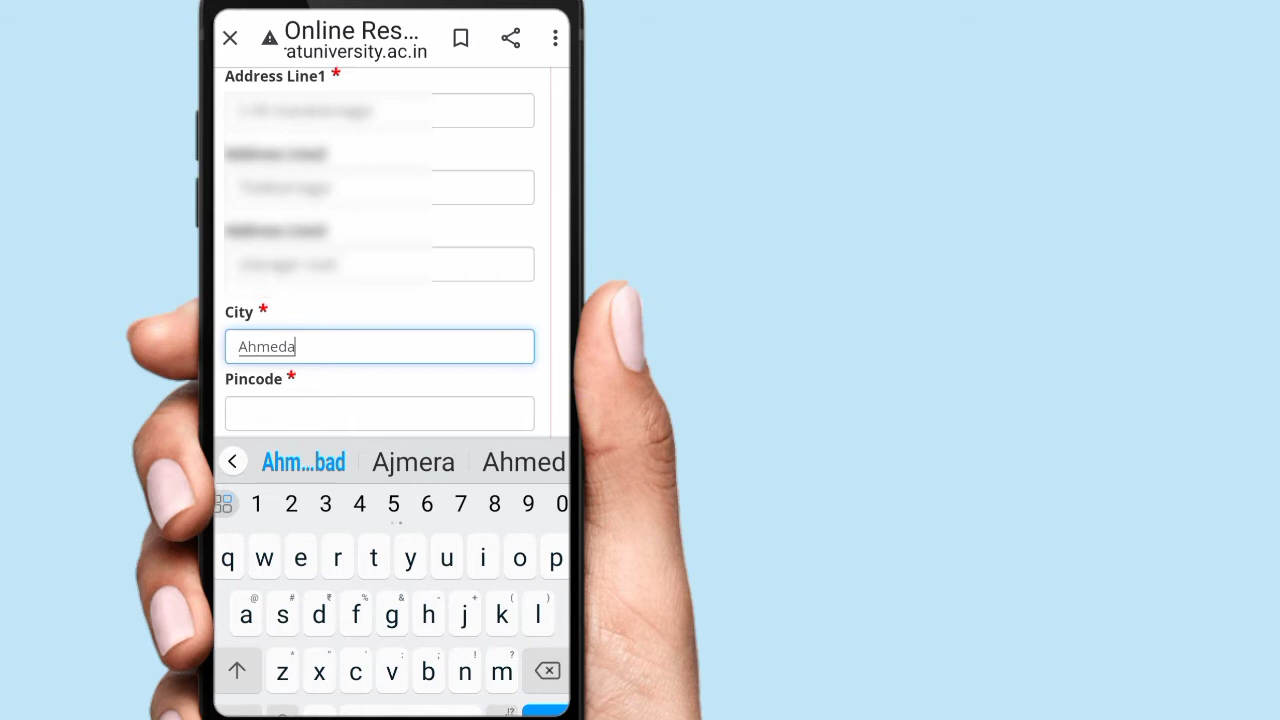 Online Res...
atuniversity.ac.in
Address Line1 *
City *
Ahmeda
Pincode *
Ahm...bad Ajmera Ahmed
1 2 3 4 5 6 7 8 9 0
q w e r t y u i o p
@ # ₹ % & - + ( )
a s d f g h j k l
* " ' : ; ! ?
z x c v b n m
!?